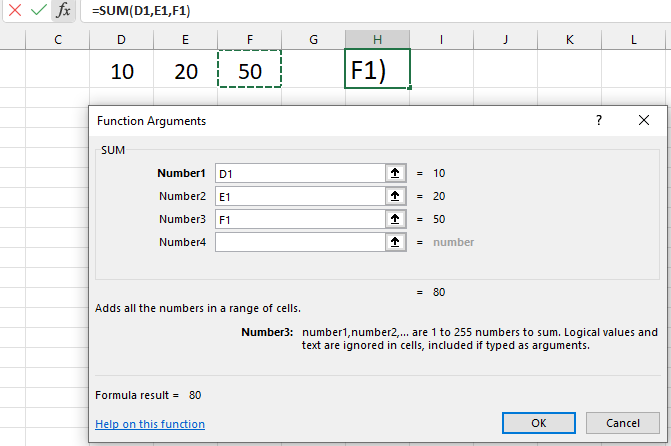 fx =SUM(D1,E1,F1)
C D E F G H I J K L
10 20 50 F1)
Function Arguments ?
SUM
Number1 D1 = 10
Number2 E1 = 20
Number3 F1 = 50
Number4 = number
= 80
Adds all the numbers in a range of cells.
Number3: number1,number2,... are 1 to 255 numbers to sum. Logical values and
text are ignored in cells, included if typed as arguments.
Formula result = 80
Help on this function OK Cancel